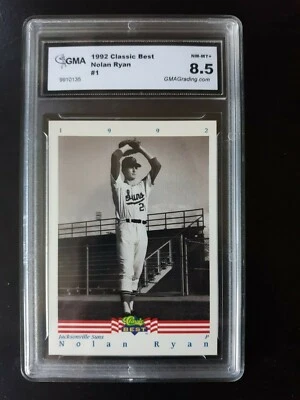 GMA
1992 Classic Best
Nolan Ryan
#1
9910135
NM-MT+
8.5
GMAGrading.com
1 9 9 2
Suns
2
Classic
BEST
Jacksonville Suns P
Nolan Ryan